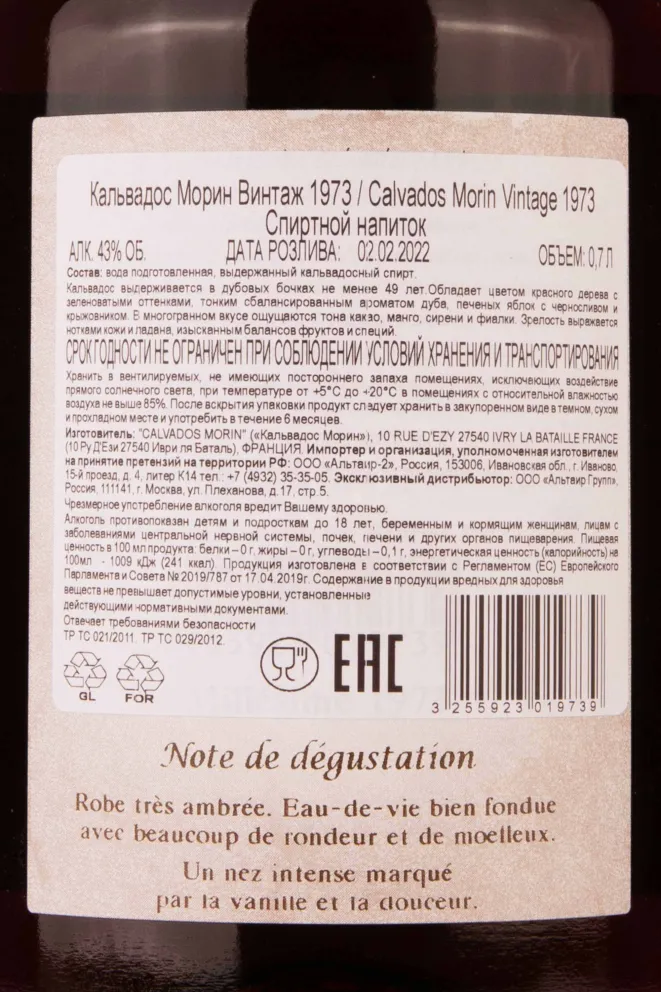 Кальвадос Морин Винтаж 1973 / Calvados Morin Vintage 1973
Спиртной напиток
АЛК. 43% ОБ. ДАТА РОЗЛИВА: 02.02.2022 ОБЪЕМ: 0,7 Л
Состав: вода подготовленная, выдержанный кальвадосный спирт.
Кальвадос выдерживается в дубовых бочках не менее 49 лет.Обладает цветом красного дерева с
зеленоватыми оттенками, тонким сбалансированным ароматом дуба, печеных яблок с черносливом и
крыжовником. В многогранном вкусе ощущаются тона какао, манго, сирени и фиалки. Зрелость выражается
нотками кожи и ладана, изысканным балансов фруктов и специй.
СРОК ГОДНОСТИ НЕ ОГРАНИЧЕН ПРИ СОБЛЮДЕНИИ УСЛОВИЙ ХРАНЕНИЯ И ТРАНСПОРТИРОВАНИЯ
Хранить в вентилируемых, не имеющих постороннего запаха помещениях, исключающих воздействие
прямого солнечного света, при температуре от +5°С до +20°С в помещениях с относительной влажностью
воздуха не выше 85%. После вскрытия упаковки продукт следует хранить в закупоренном виде в темном, сухом
и прохладном месте и употребить в течение 6 месяцев.
Изготовитель: "CALVADOS MORIN" («Кальвадос Морин»), 10 RUE D'EZY 27540 IVRY LA BATAILLE FRANCE
(10 Ру Д'Ези 27540 Иври ля Баталь), ФРАНЦИЯ. Импортер и организация, уполномоченная изготовителем
на принятие претензий на территории РФ: ООО «Альтаир-2», Россия, 153006, Ивановская обл., г. Иваново,
15-й проезд, д. 4, литер К14 тел.: +7 (4932) 35-35-05. Эксклюзивный дистрибьютор: ООО «Альтаир Групп»,
Россия, 111141, г. Москва, ул. Плеханова, д. 17, стр.5.
Чрезмерное употребление алкоголя вредит Вашему здоровью.
Алкоголь противопоказан детям и подросткам до 18 лет, беременным и кормящим женщинам, лицам с
заболеваниями центральной нервной системы, почек, печени и других органов пищеварения. Пищевая
ценность в 100 мл продукта: белки – 0 г, жиры – 0 г, углеводы – 0,1 г, энергетическая ценность (калорийность) на
100мл - 1009 кДж (241 ккал). Продукция изготовлена в соответствии с Регламентом (ЕС) Европейского
Парламента и Совета № 2019/787 от 17.04.2019г. Содержание в продукции вредных для здоровья
веществ не превышает допустимые уровни, установленные
действующими нормативными документами.
Отвечает требованиями безопасности
ТР ТС 021/2011. ТР ТС 029/2012.
GL FOR EAC
3 255923 019739
Note de dégustation
Robe très ambrée. Eau-de-vie bien fondue
avec beaucoup de rondeur et de moelleux.
Un nez intense marqué
par la vanille et la douceur.